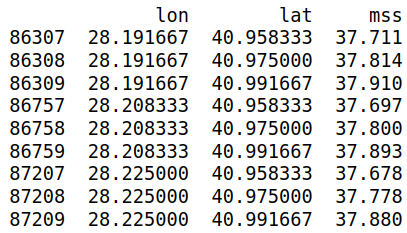 lon lat mss
86307 28.191667 40.958333 37.711
86308 28.191667 40.975000 37.814
86309 28.191667 40.991667 37.910
86757 28.208333 40.958333 37.697
86758 28.208333 40.975000 37.800
86759 28.208333 40.991667 37.893
87207 28.225000 40.958333 37.678
87208 28.225000 40.975000 37.778
87209 28.225000 40.991667 37.880